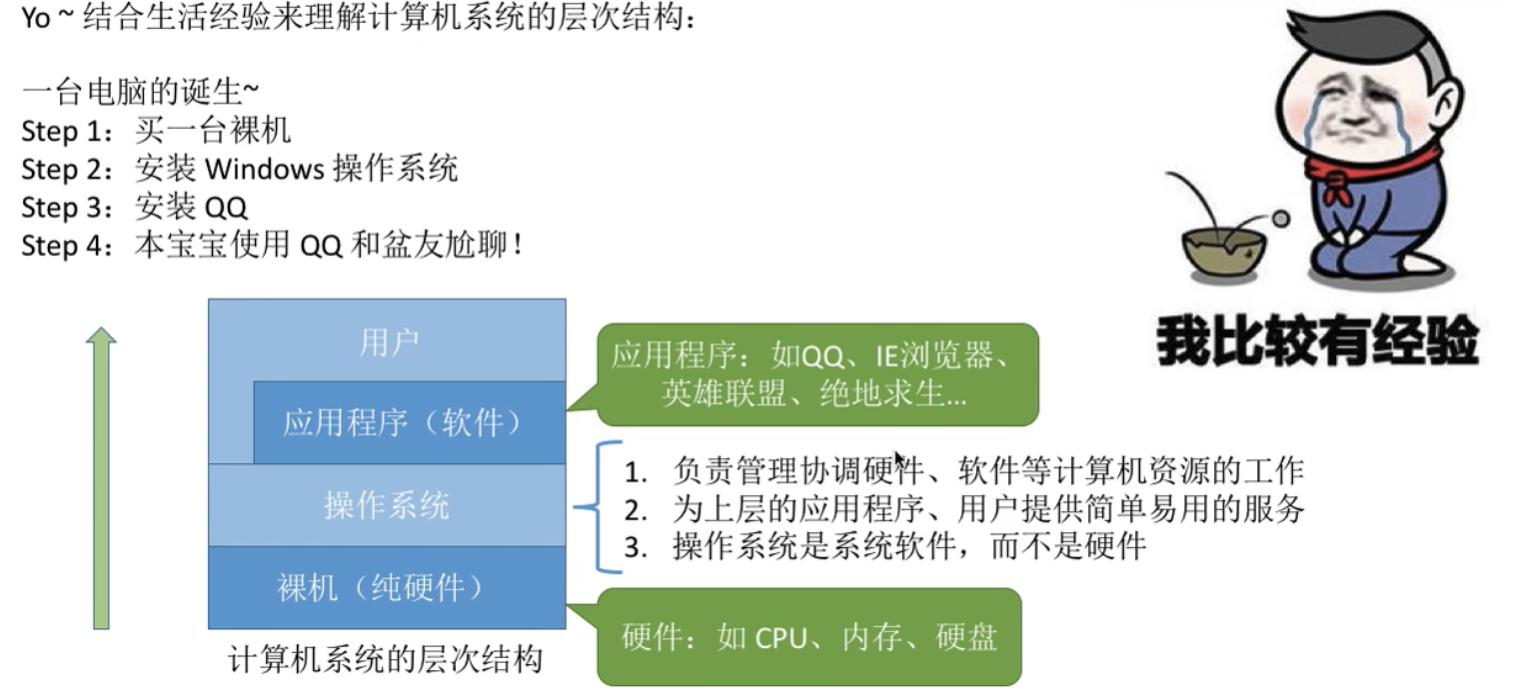 Yo ~ 结合生活经验来理解计算机系统的层次结构：
一台电脑的诞生~
Step 1：买一台裸机
Step 2：安装 Windows 操作系统
Step 3：安装 QQ
Step 4：本宝宝使用 QQ 和盆友尬聊！
我比较有经验
用户
应用程序（软件）
操作系统
裸机（纯硬件）
计算机系统的层次结构
应用程序：如QQ、IE浏览器、
英雄联盟、绝地求生...
1. 负责管理协调硬件、软件等计算机资源的工作
2. 为上层的应用程序、用户提供简单易用的服务
3. 操作系统是系统软件，而不是硬件
硬件：如 CPU、内存、硬盘